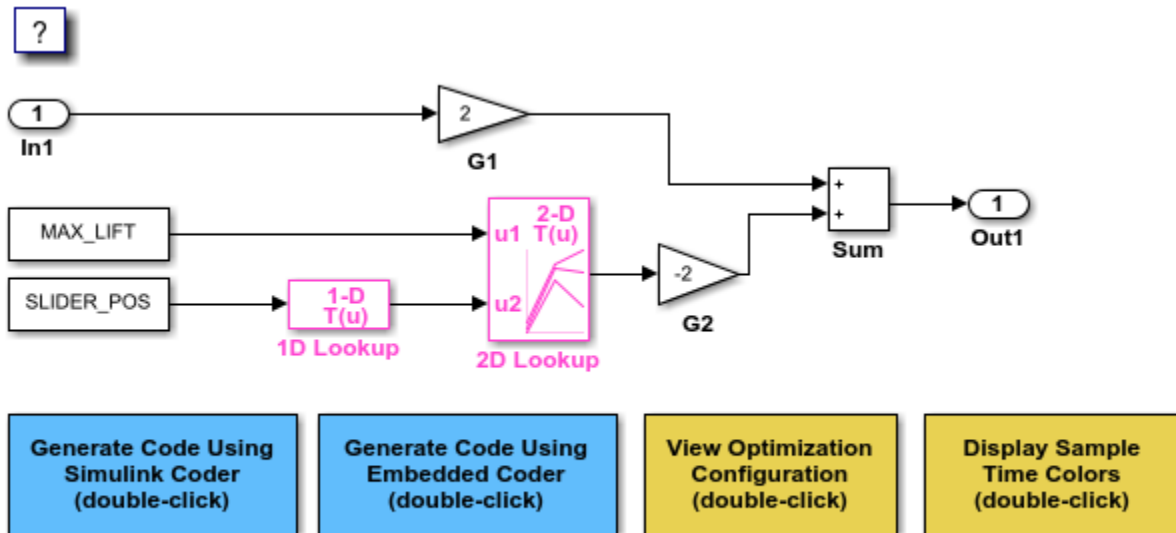 ?
1
In1
2
G1
MAX_LIFT
SLIDER_POS
1-D
T(u)
1D Lookup
u1
2-D
T(u)
u2
2D Lookup
-2
G2
+
+
Sum
1
Out1
Generate Code Using
Simulink Coder
(double-click)
Generate Code Using
Embedded Coder
(double-click)
View Optimization
Configuration
(double-click)
Display Sample
Time Colors
(double-click)